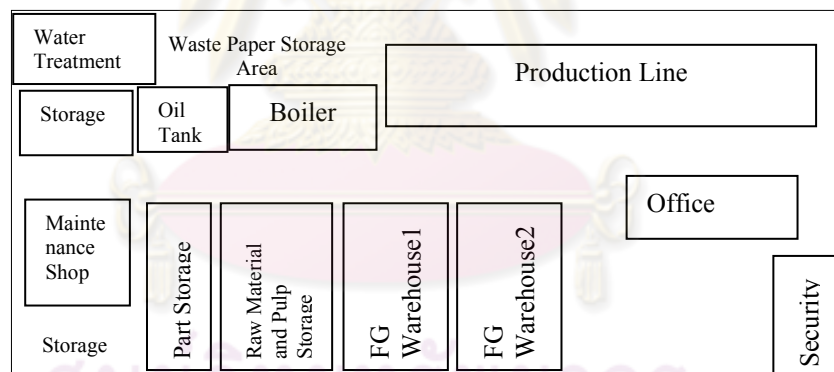 Water
Treatment
Waste Paper Storage
Area
Production Line
Storage
Oil
Tank
Boiler
Office
Mainte
nance
Shop
Part Storage
Raw Material
and Pulp
Storage
FG
Warehouse1
FG
Warehouse2
Security
Storage